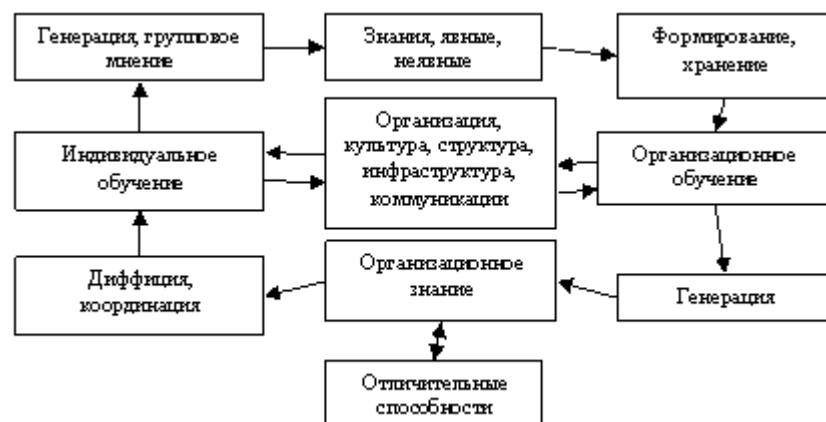 Генерация, групповое
мнение
Знания, явные,
неявные
Формирование,
хранение
Индивидуальное
обучение
Организация,
культура, структура,
инфраструктура,
коммуникации
Организационное
обучение
Диффиция,
координация
Организационное
знание
Генерация
Отличительные
способности